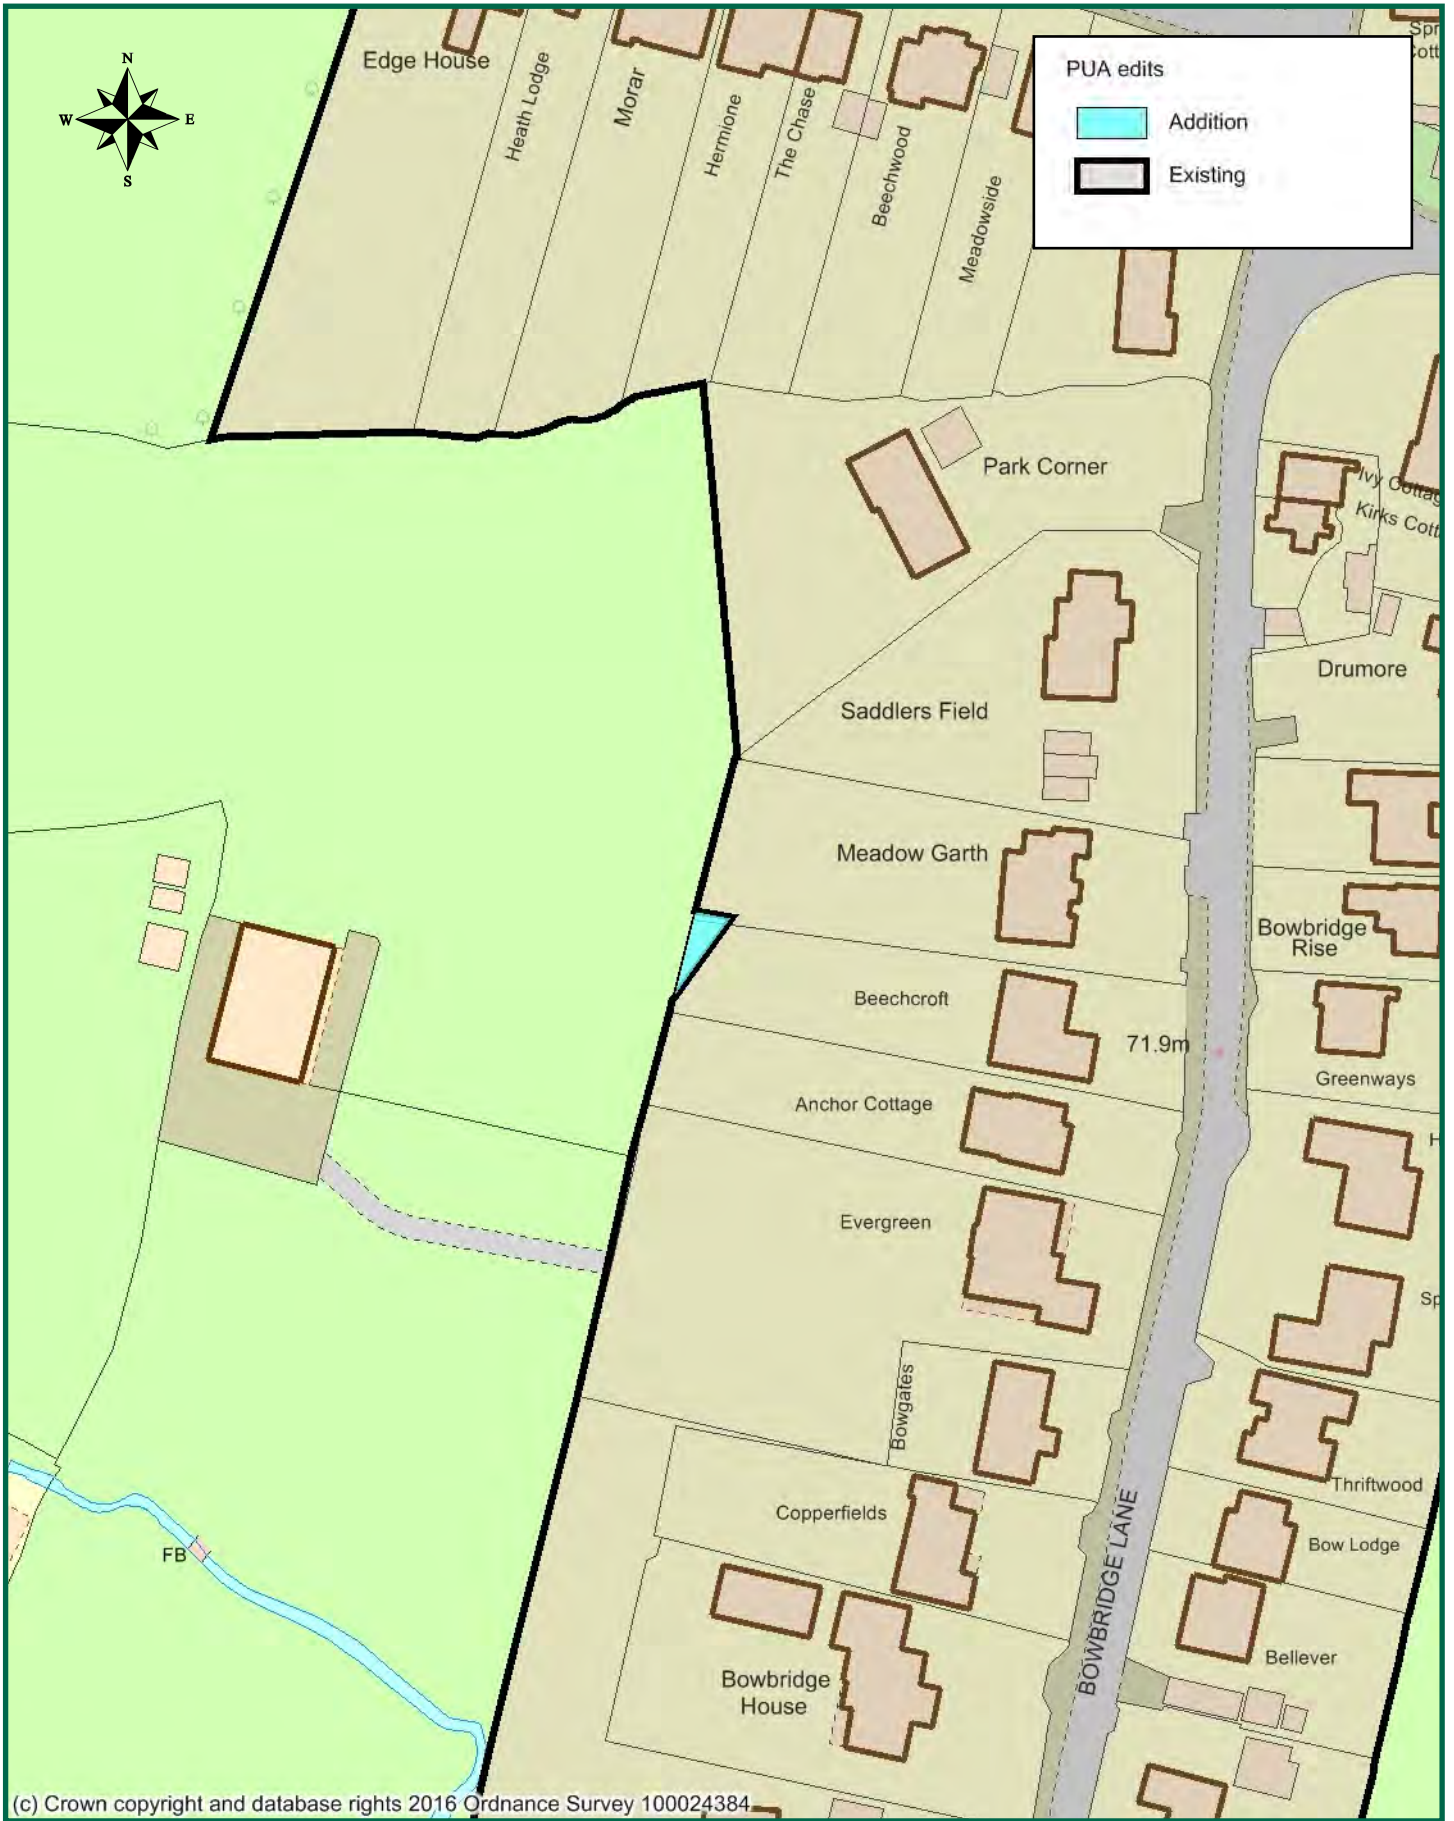 N
W
E
S
Edge House
Heath Lodge
Morar
Hermione
The Chase
Beechwood
Meadowside
PUA edits
Addition
Existing
Park Corner
Ivy Cottag
Kirks Cott
Drumore
Saddlers Field
Meadow Garth
Bowbridge
Rise
Beechcroft
71.9m
Greenways
Anchor Cottage
H
Evergreen
Sp
Bowgates
Thriftwood
Copperfields
Bow Lodge
FB
BOWBRIDGE LANE
Bellever
Bowbridge
House
(c) Crown copyright and database rights 2016 Ordnance Survey 100024384